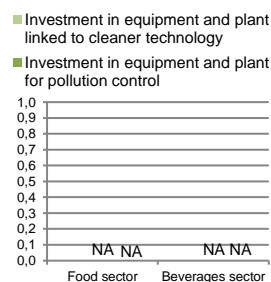 Investment in equipment and plant
linked to cleaner technology
Investment in equipment and plant
for pollution control
1,0
0,9
0,8
0,7
0,6
0,5
0,4
0,3
0,2
0,1
0,0
NA NA NA NA
Food sector Beverages sector